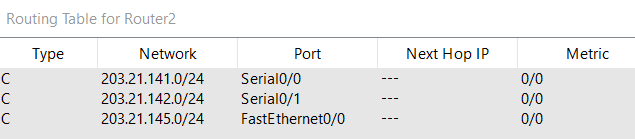 Routing Table for Router2
Type Network Port Next Hop IP Metric
C 203.21.141.0/24 Serial0/0 --- 0/0
C 203.21.142.0/24 Serial0/1 --- 0/0
C 203.21.145.0/24 FastEthernet0/0 --- 0/0